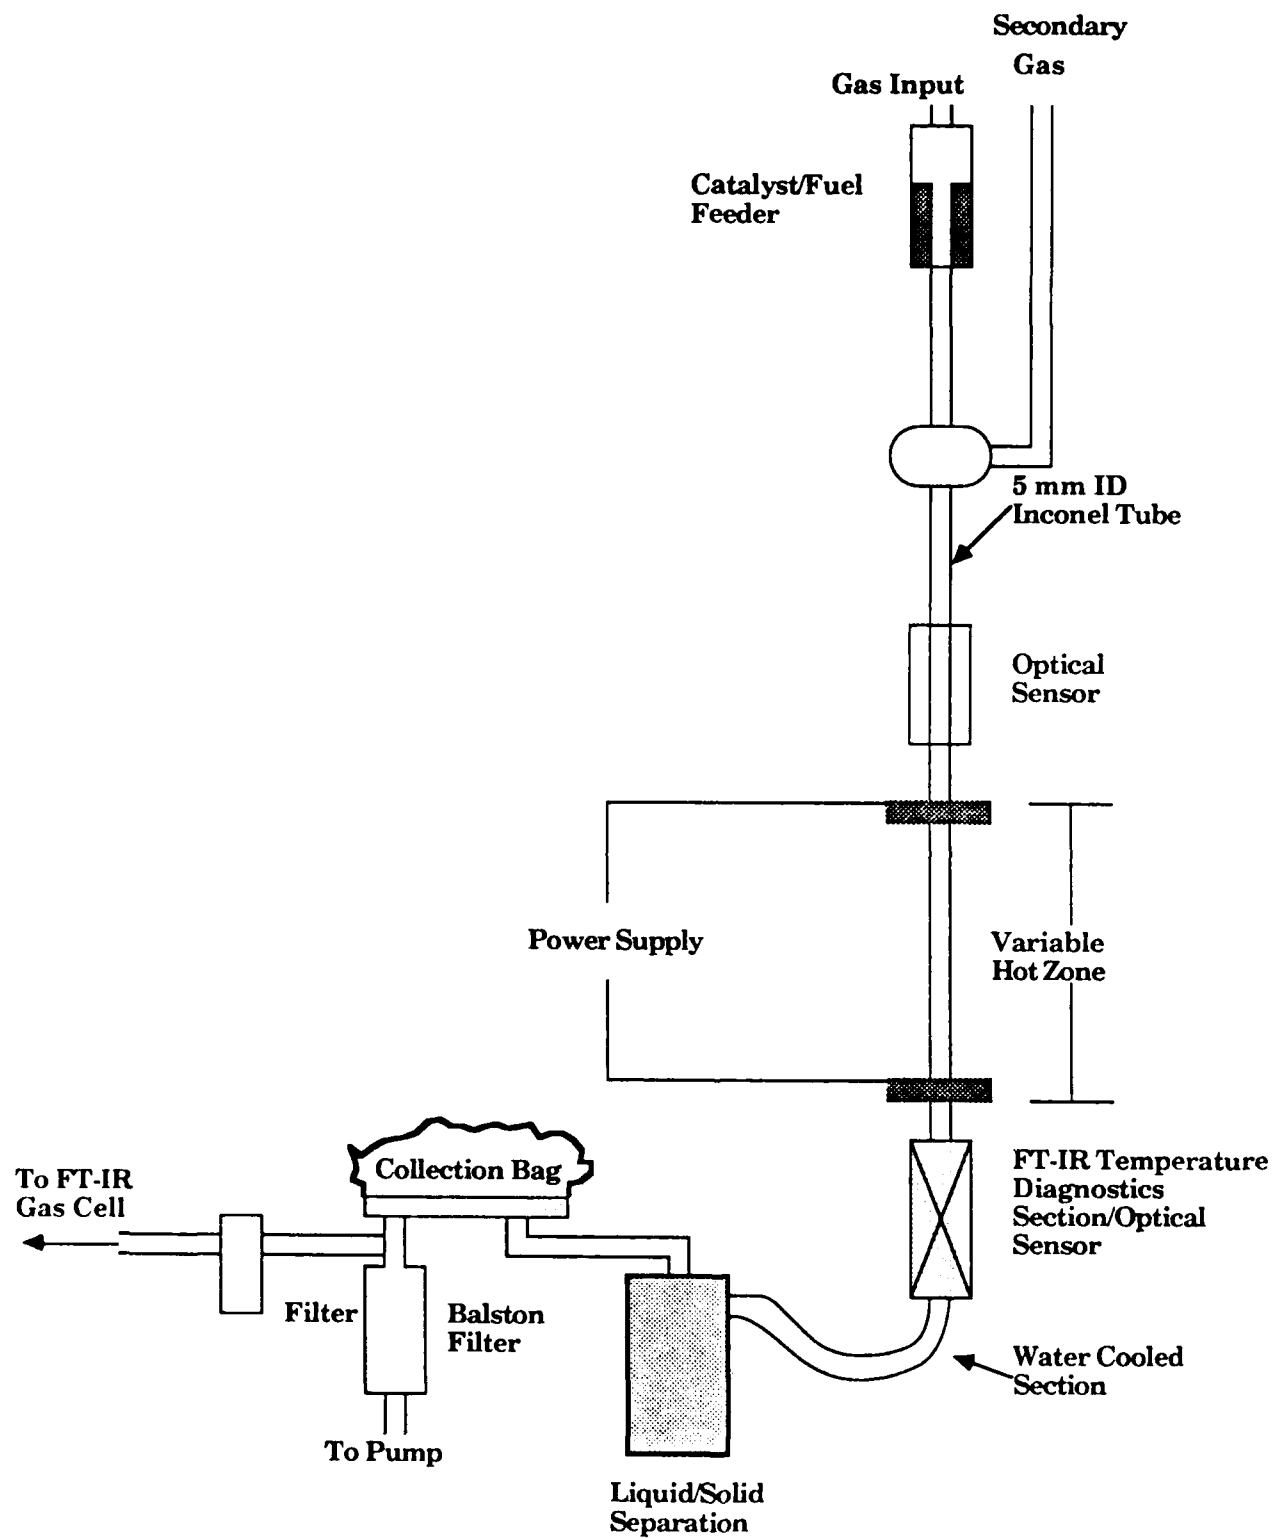 Secondary
Gas
Gas Input
Catalyst/Fuel
Feeder
5 mm ID
Inconel Tube
Optical
Sensor
Power Supply
Variable
Hot Zone
Collection Bag
To FT-IR
Gas Cell
FT-IR Temperature
Diagnostics
Section/Optical
Sensor
Filter
Balston
Filter
Water Cooled
Section
To Pump
Liquid/Solid
Separation